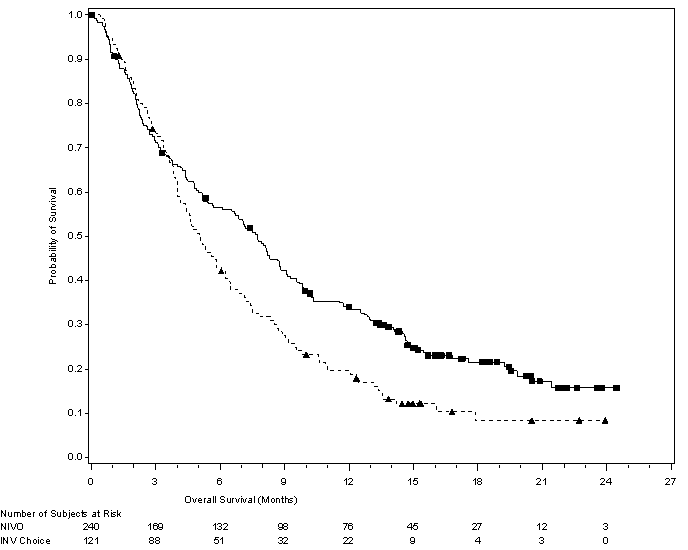 1.0
0.9
0.8
0.7
0.6
0.5
0.4
0.3
0.2
0.1
0.0
Probability of Survival
0 3 6 9 12 15 18 21 24 27
Overall Survival (Months)
Number of Subjects at Risk
NIVO 240 169 132 98 76 45 27 12 3
INV Choice 121 88 51 32 22 9 4 3 0